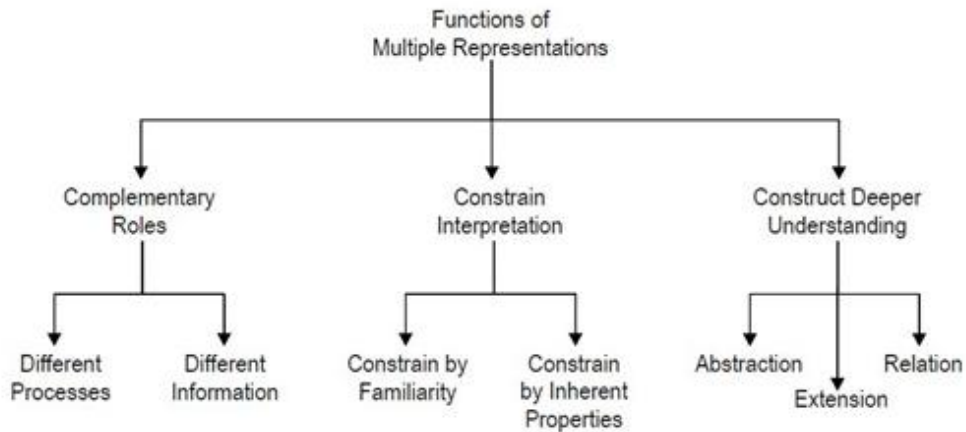 Functions of
Multiple Representations
Complementary
Roles
Constrain
Interpretation
Construct Deeper
Understanding
Different
Processes
Different
Information
Constrain by
Familiarity
Constrain
by Inherent
Properties
Abstraction
Extension
Relation